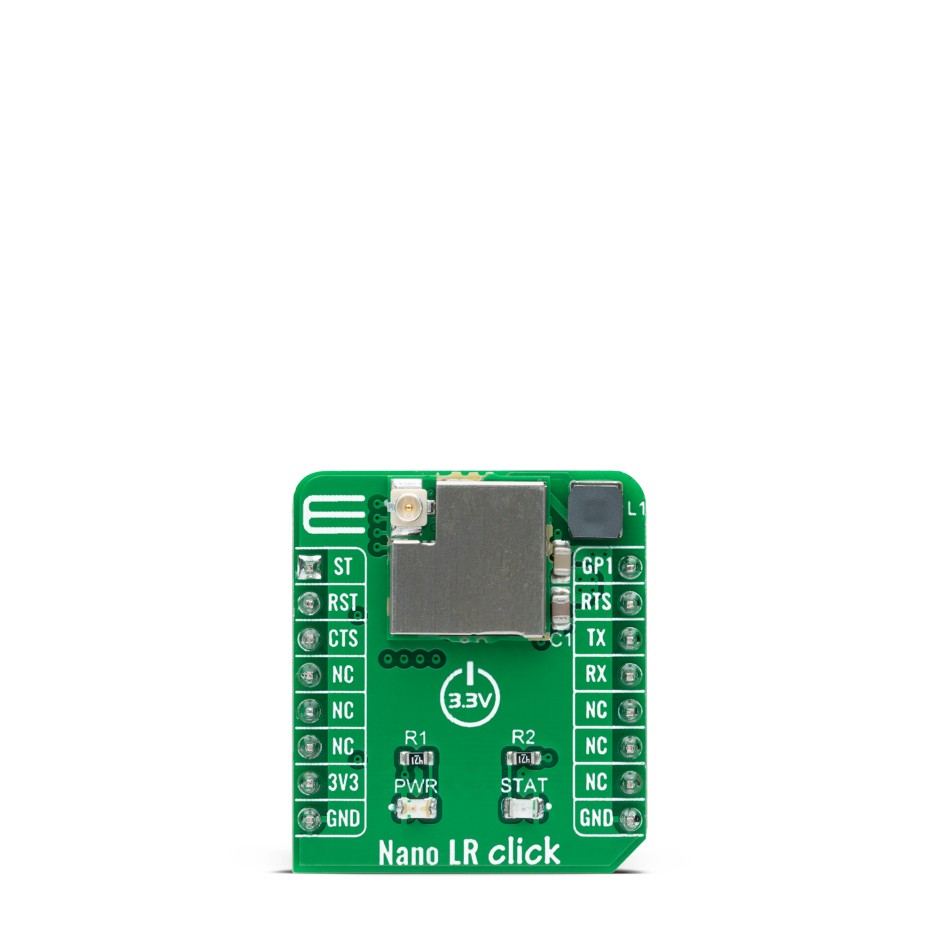 L1
ST
RST
CTS
NC
NC
NC
3V3
GND
GP1
RTS
TX
RX
NC
NC
NC
GND
C1
3.3V
R1
R2
PWR
STAT
Nano LR click